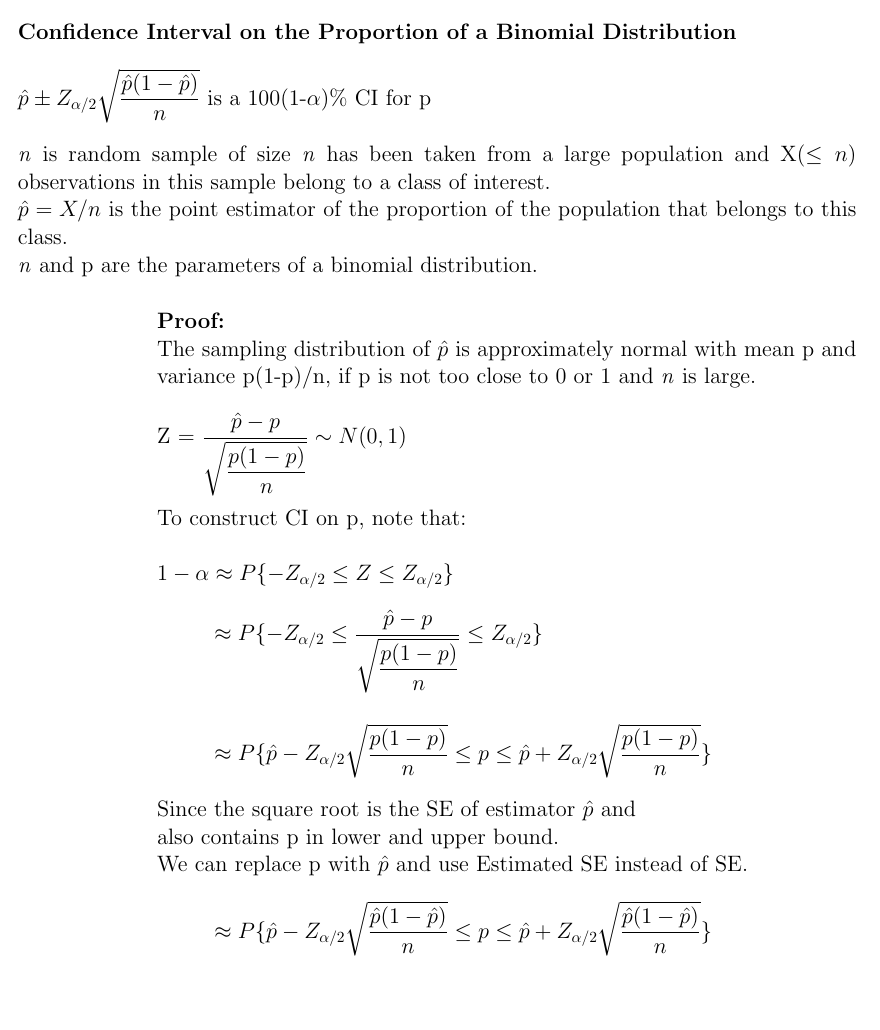 Confidence Interval on the Proportion of a Binomial Distribution
$\hat{p} \pm Z_{\alpha/2}\sqrt{\dfrac{\hat{p}(1-\hat{p})}{n}}$ is a 100(1-$\alpha$)% CI for p
$n$ is random sample of size $n$ has been taken from a large population and X($\leq$ $n$)
observations in this sample belong to a class of interest.
$\hat{p} = X/n$ is the point estimator of the proportion of the population that belongs to this
class.
$n$ and p are the parameters of a binomial distribution.
Proof:
The sampling distribution of $\hat{p}$ is approximately normal with mean p and
variance p(1-p)/n, if p is not too close to 0 or 1 and $n$ is large.
Z = $\dfrac{\hat{p}-p}{\sqrt{\dfrac{p(1-p)}{n}}} \sim N(0,1)$
To construct CI on p, note that:
$1-\alpha \approx P\{-Z_{\alpha/2} \leq Z \leq Z_{\alpha/2}\}$
$\approx P\{-Z_{\alpha/2} \leq \dfrac{\hat{p}-p}{\sqrt{\dfrac{p(1-p)}{n}}} \leq Z_{\alpha/2}\}$
$\approx P\{\hat{p}-Z_{\alpha/2}\sqrt{\dfrac{p(1-p)}{n}} \leq p \leq \hat{p}+Z_{\alpha/2}\sqrt{\dfrac{p(1-p)}{n}}\}$
Since the square root is the SE of estimator $\hat{p}$ and
also contains p in lower and upper bound.
We can replace p with $\hat{p}$ and use Estimated SE instead of SE.
$\approx P\{\hat{p}-Z_{\alpha/2}\sqrt{\dfrac{\hat{p}(1-\hat{p})}{n}} \leq p \leq \hat{p}+Z_{\alpha/2}\sqrt{\dfrac{\hat{p}(1-\hat{p})}{n}}\}$